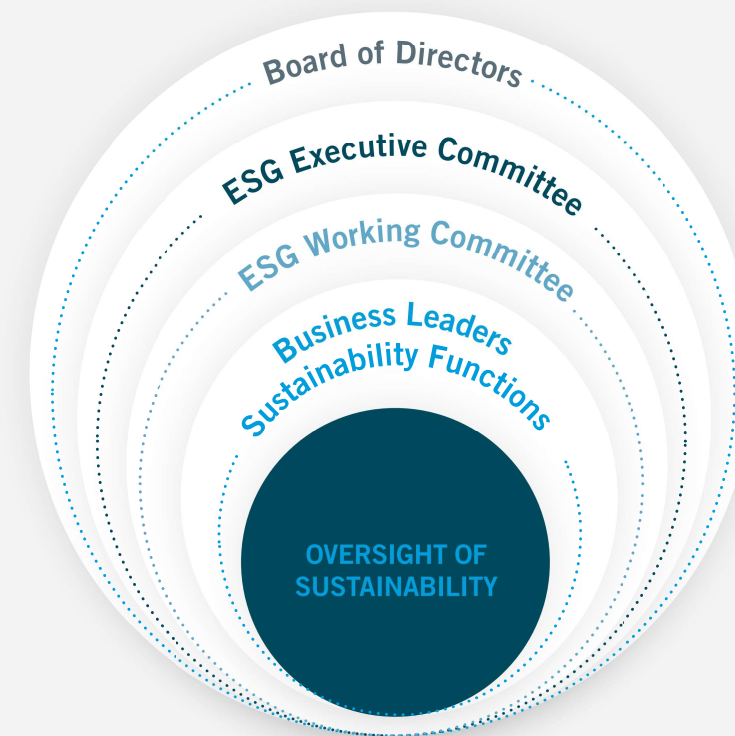 Board of Directors
ESG Executive Committee
ESG Working Committee
Business Leaders
Sustainability Functions
OVERSIGHT OF
SUSTAINABILITY